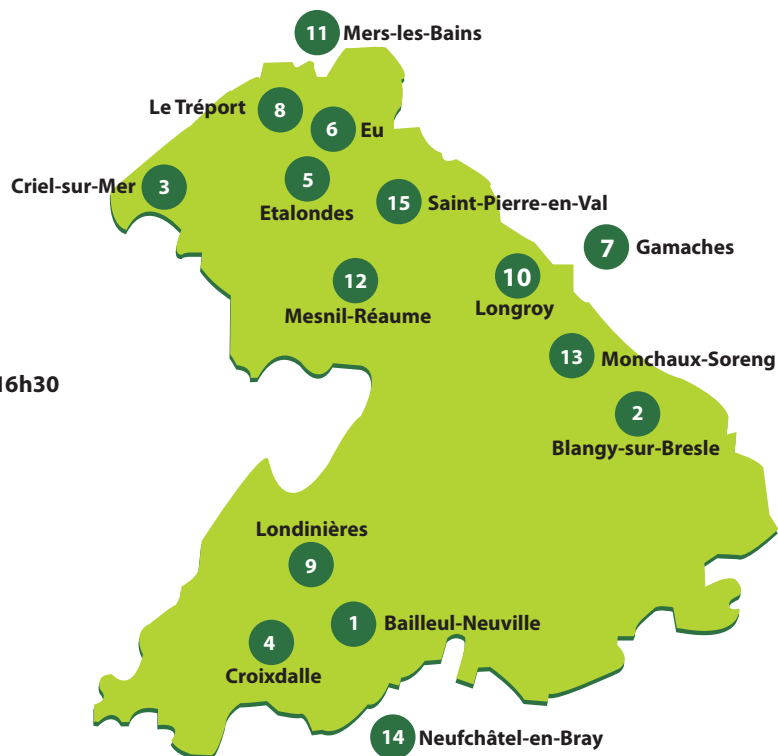 11 Mers-les-Bains
Le Tréport 8
6 Eu
Criel-sur-Mer 3
5
Etalondes
15 Saint-Pierre-en-Val
7 Gamaches
10
Longroy
12
Mesnil-Réaume
13 Monchaux-Soreng
16h30
2
Blangy-sur-Bresle
Londinières
9
1 Bailleul-Neuville
4
Croixdalle
14 Neufchâtel-en-Bray